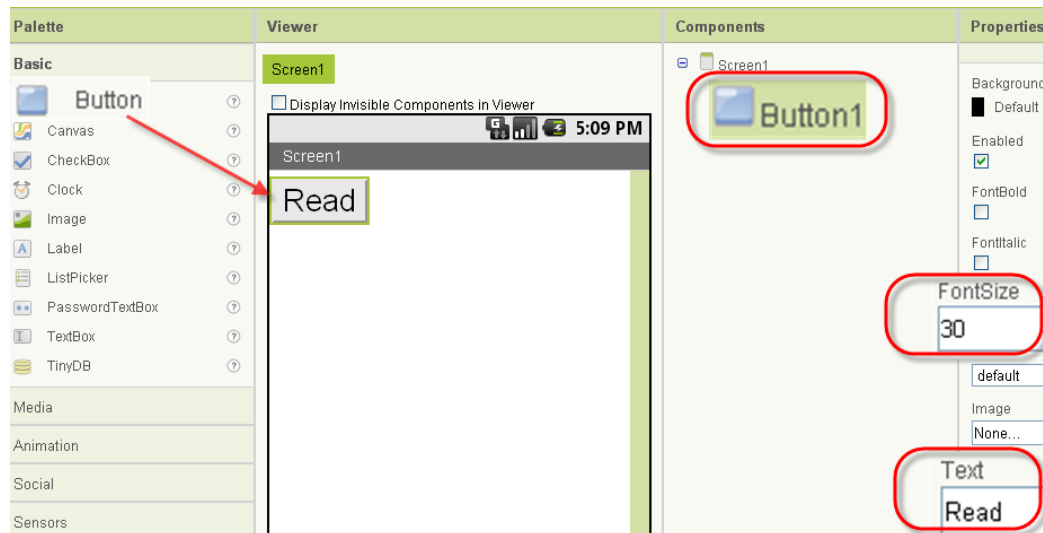 Palette
Basic
Button
Canvas
CheckBox
Clock
Image
Label
ListPicker
PasswordTextBox
TextBox
TinyDB
Media
Animation
Social
Sensors
Viewer
Screen1
Display Invisible Components in Viewer
5:09 PM
Screen1
Read
Components
Screen1
Button1
Properties
Background
Default
Enabled
FontBold
FontItalic
FontSize
30
default
Image
None...
Text
Read